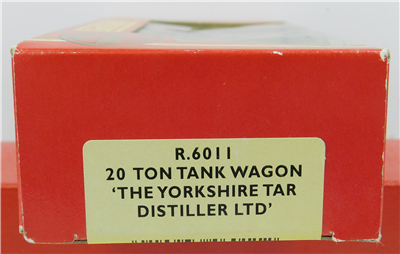 R.6011
20 TON TANK WAGON
‘THE YORKSHIRE TAR
DISTILLER LTD’